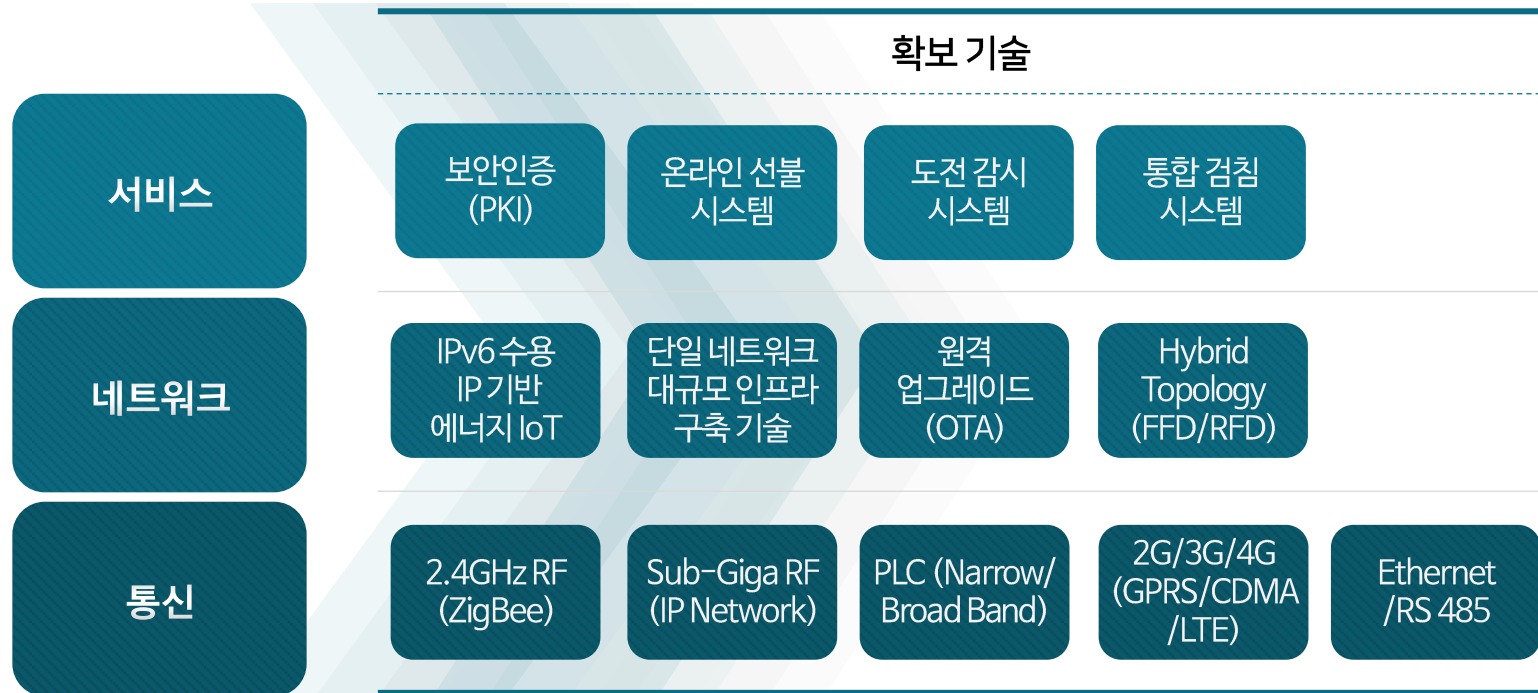 확보 기술
서비스
보안인증
(PKI)
온라인 선불
시스템
도전 감시
시스템
통합 검침
시스템
네트워크
IPv6 수용
IP 기반
에너지 IoT
단일 네트워크
대규모 인프라
구축 기술
원격
업그레이드
(OTA)
Hybrid
Topology
(FFD/RFD)
통신
2.4GHz RF
(ZigBee)
Sub-Giga RF
(IP Network)
PLC (Narrow/
Broad Band)
2G/3G/4G
(GPRS/CDMA
/LTE)
Ethernet
/RS 485